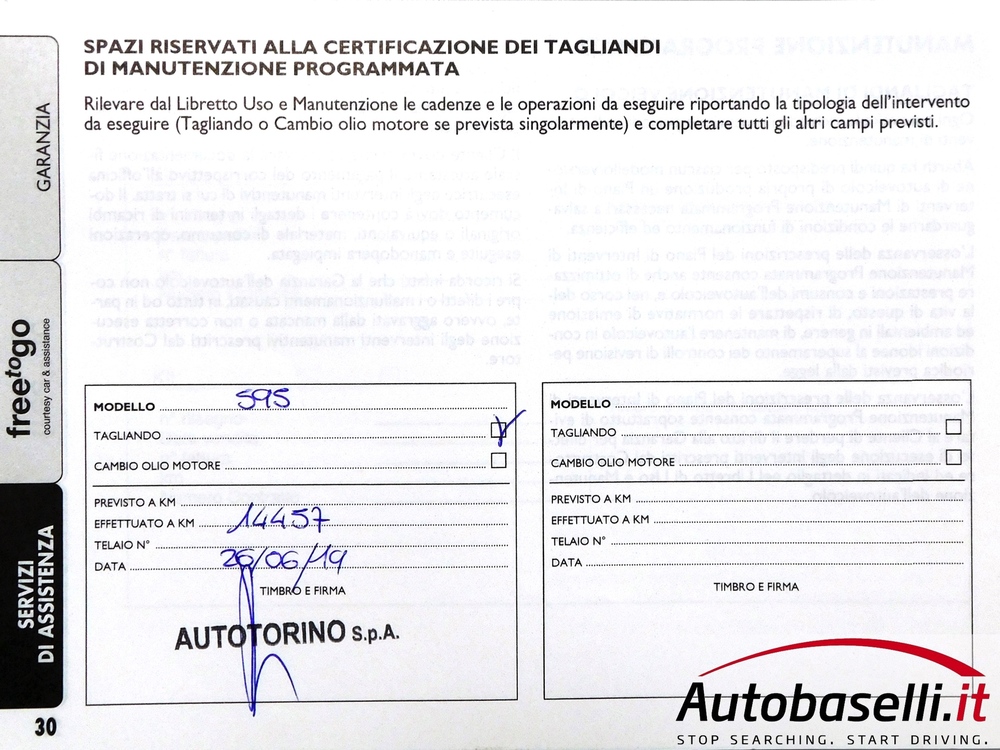 SPAZI RISERVATI ALLA CERTIFICAZIONE DEI TAGLIANDI
DI MANUTENZIONE PROGRAMMATA
Rilevare dal Libretto Uso e Manutenzione le cadenze e le operazioni da eseguire riportando la tipologia dell'intervento
da eseguire (Tagliando o Cambio olio motore se prevista singolarmente) e completare tutti gli altri campi previsti.
GARANZIA
freetogo
courtesy car & assistance
SERVIZI
DI ASSISTENZA
30
MODELLO 595
TAGLIANDO
CAMBIO OLIO MOTORE
PREVISTO A KM
EFFETTUATO A KM 14457
TELAIO N°
DATA 26/06/19
TIMBRO E FIRMA
AUTOTORINO S.p.A.
MODELLO
TAGLIANDO
CAMBIO OLIO MOTORE
PREVISTO A KM
EFFETTUATO A KM
TELAIO N°
DATA
TIMBRO E FIRMA
Autobaselli.it
STOP SEARCHING. START DRIVING.